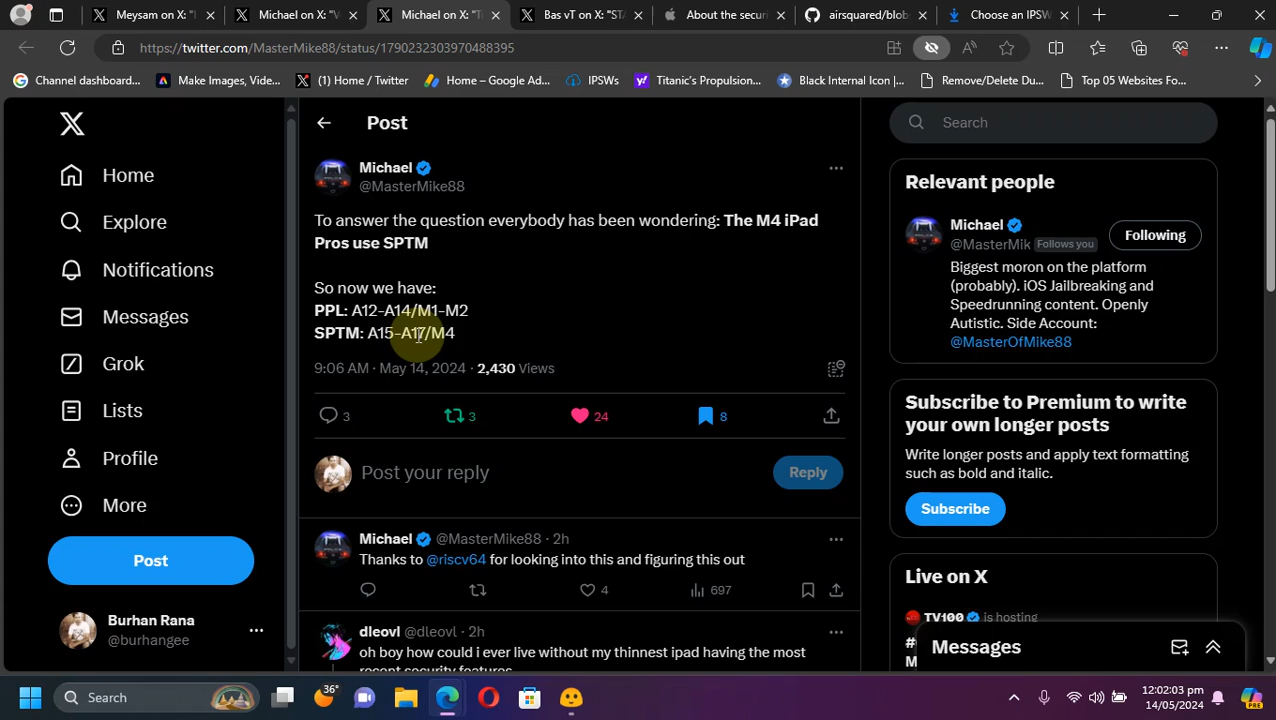 Meysam on X: "I
Michael on X: "V
Michael on X: "To
Bas vT on X: "STA
About the securi
airsquared/blob
Choose an IPSW
https://twitter.com/MasterMike88/status/1790232303970488395
Channel dashboard...
Make Images, Vide...
(1) Home / Twitter
Home – Google Ad...
IPSWs
Titanic's Propulsion...
Black Internal Icon |...
Remove/Delete Du...
Top 05 Websites Fo...
Post
Search
Home
Explore
Notifications
Messages
Grok
Lists
Profile
More
Post
Burhan Rana
@burhangee
Michael
@MasterMike88
To answer the question everybody has been wondering: The M4 iPad
Pros use SPTM
So now we have:
PPL: A12-A14/M1-M2
SPTM: A15-A17/M4
9:06 AM · May 14, 2024 · 2,430 Views
3
3
24
8
Post your reply
Reply
Michael @MasterMike88 · 2h
Thanks to @riscv64 for looking into this and figuring this out
4
697
dleovl @dleovl · 2h
oh boy how could i ever live without my thinnest ipad having the most
recent security features
Relevant people
Michael
@MasterMik Follows you
Following
Biggest moron on the platform
(probably). iOS Jailbreaking and
Speedrunning content. Openly
Autistic. Side Account:
@MasterOfMike88
Subscribe to Premium to write
your own longer posts
Write longer posts and apply text formatting
such as bold and italic.
Subscribe
Live on X
TV100 is hosting
Messages
Search
36°
12:02:03 pm
14/05/2024